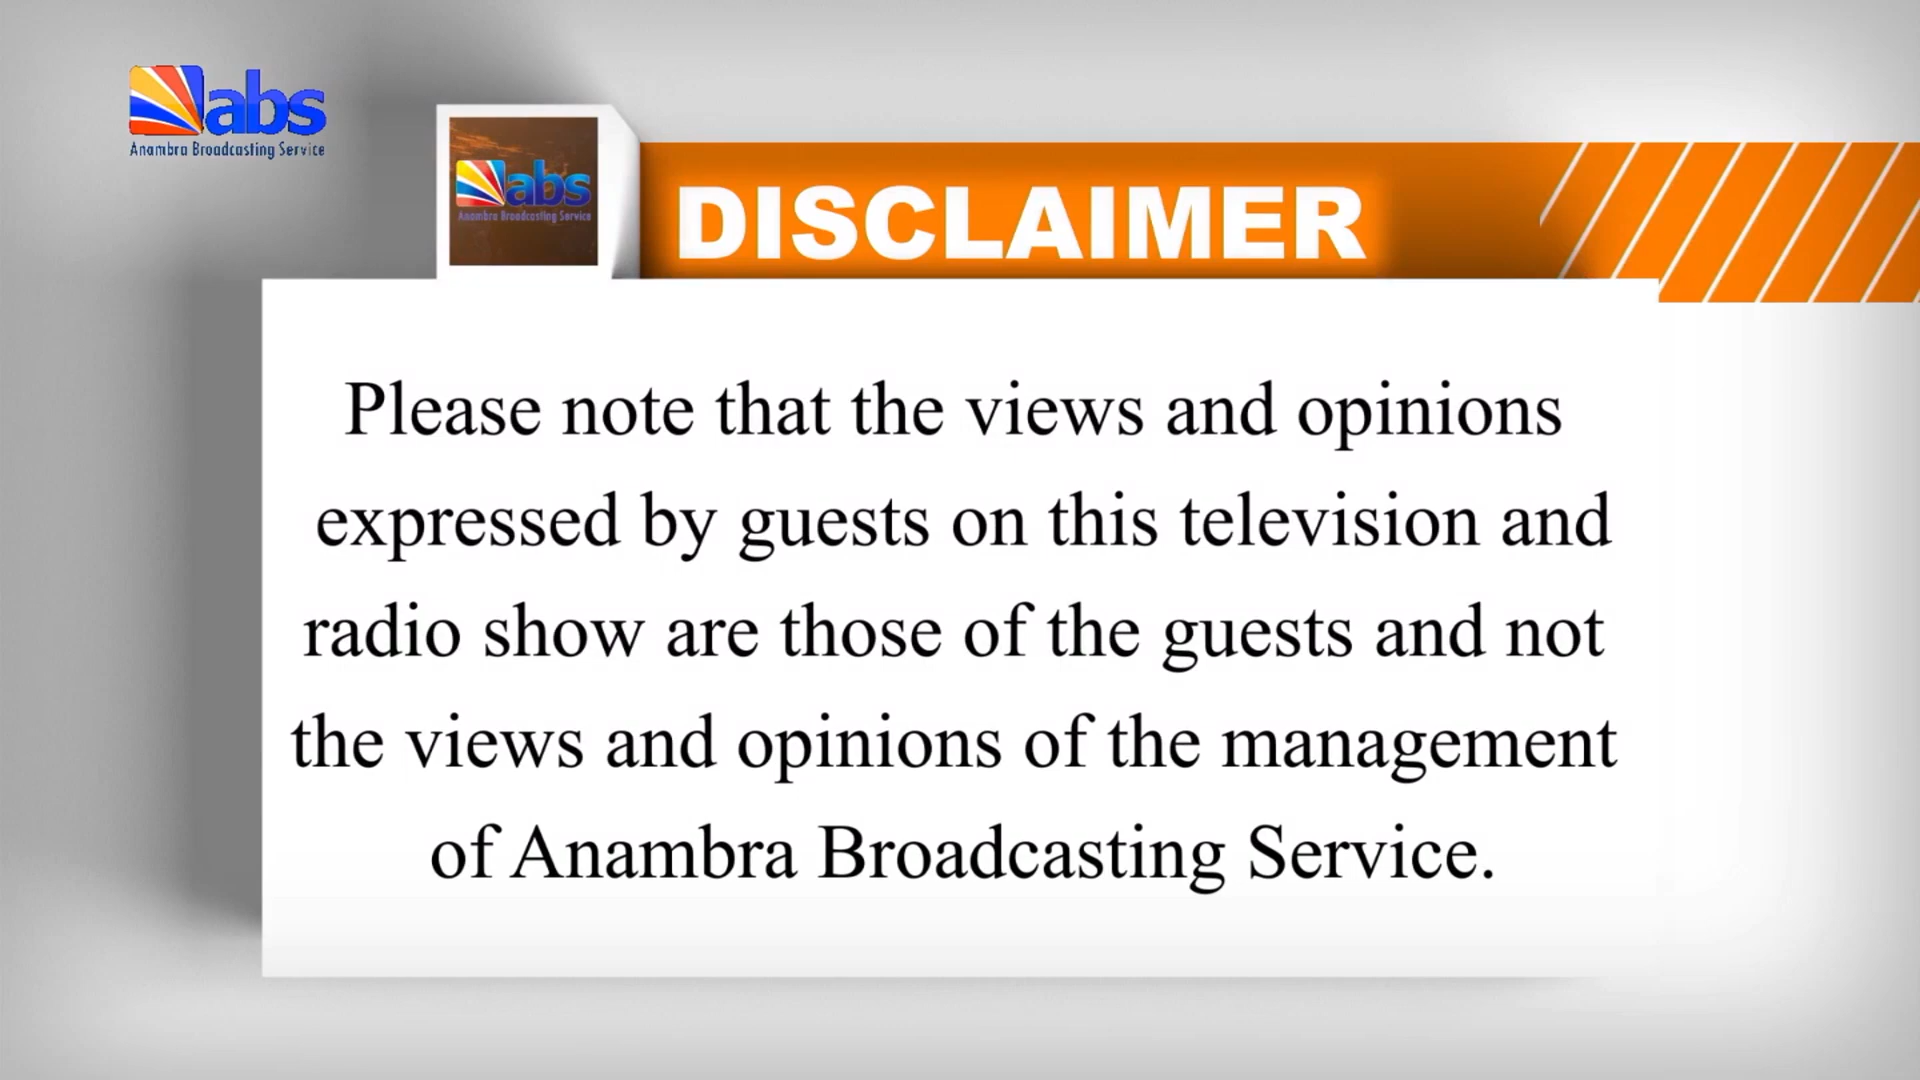 abs
Anambra Broadcasting Service
abs
Anambra Broadcasting Service
DISCLAIMER
Please note that the views and opinions
expressed by guests on this television and
radio show are those of the guests and not
the views and opinions of the management
of Anambra Broadcasting Service.